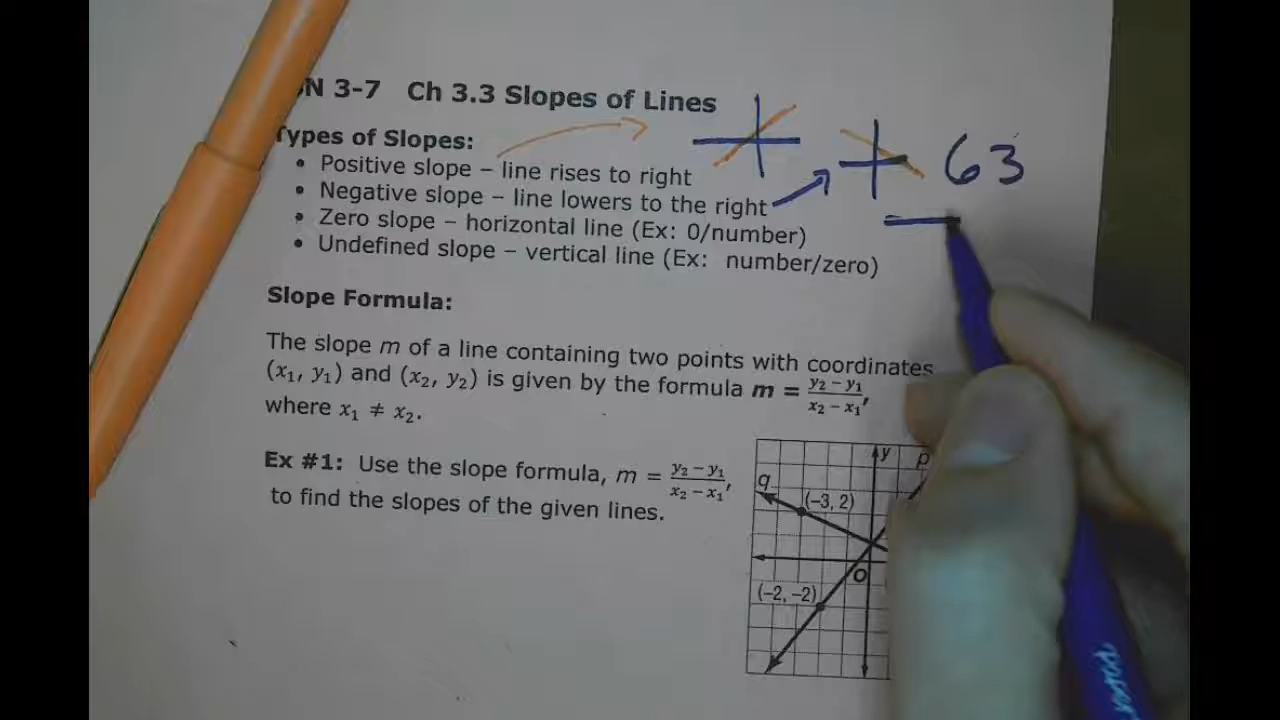 N 3-7 Ch 3.3 Slopes of Lines
Types of Slopes:
• Positive slope – line rises to right
• Negative slope – line lowers to the right
• Zero slope – horizontal line (Ex: 0/number)
• Undefined slope – vertical line (Ex: number/zero)
63
Slope Formula:
The slope m of a line containing two points with coordinates
(x₁, y₁) and (x₂, y₂) is given by the formula m = (y₂ − y₁)/(x₂ − x₁),
where x₁ ≠ x₂.
Ex #1: Use the slope formula, m = (y₂ − y₁)/(x₂ − x₁),
to find the slopes of the given lines.
y
p
q
(−3, 2)
O
(−2, −2)